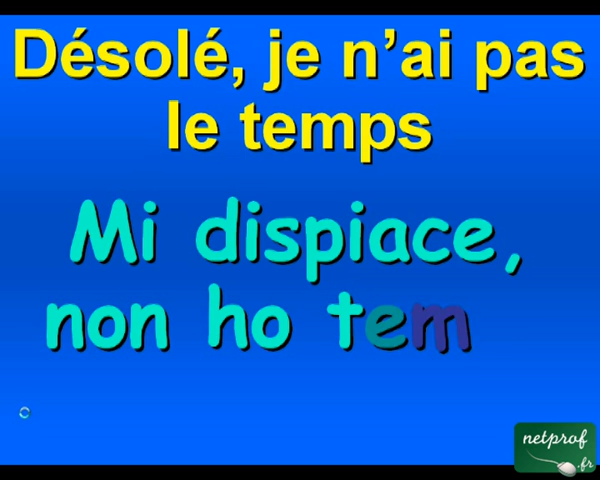 Désolé, je n’ai pas
le temps
Mi dispiace,
non ho tem
netprof
.fr